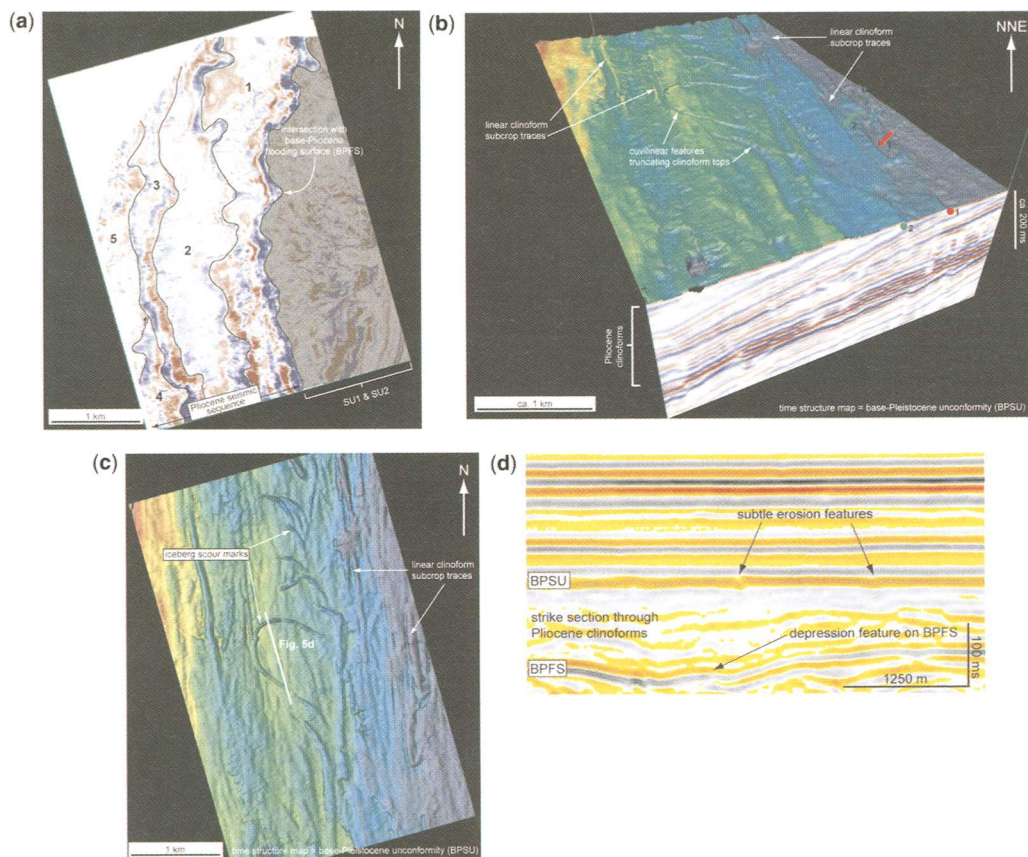 (a)
N
1
intersection with
base-Pliocene
flooding surface (BPFS)
3
5
2
4
Pliocene seismic
sequence
SU1 & SU2
1 km
(b)
NNE
linear clinoform
subcrop traces
linear clinoform
subcrop traces
cuvilinear features
truncating clinoform tops
2
1
1
2
ca. 200 ms
Pliocene
clinoforms
ca. 1 km
time structure map = base-Pleistocene unconformity (BPSU)
(c)
N
iceberg scour marks
linear clinoform
subcrop traces
Fig. 5d
1 km
time structure map = base-Pleistocene unconformity (BPSU)
(d)
subtle erosion features
BPSU
strike section through
Pliocene clinoforms
depression feature on BPFS
BPFS
100 ms
1250 m